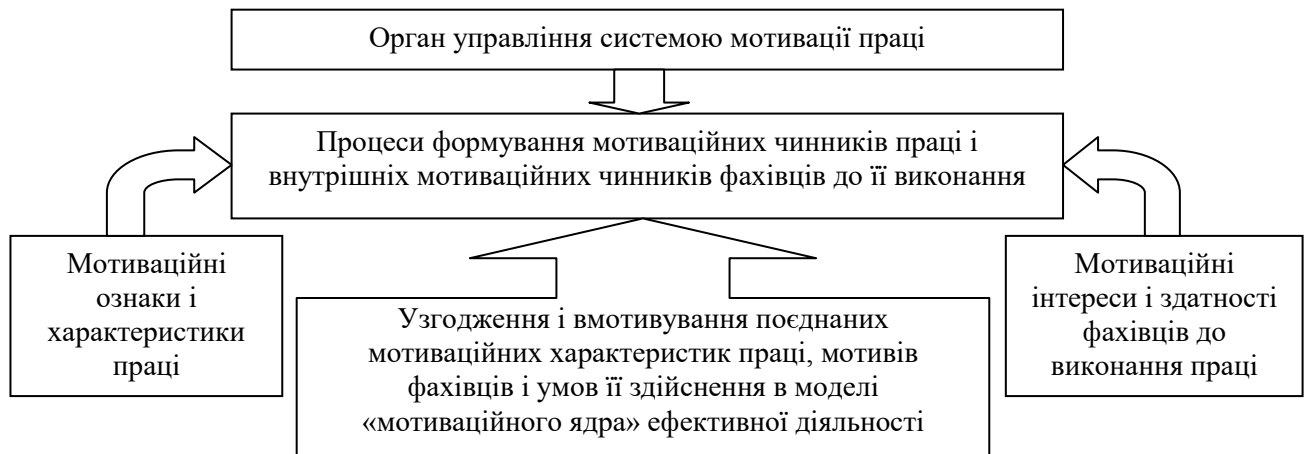 Орган управління системою мотивації праці
Процеси формування мотиваційних чинників праці і
внутрішніх мотиваційних чинників фахівців до її виконання
Мотиваційні
ознаки і
характеристики
праці
Узгодження і вмотивування поєднаних
мотиваційних характеристик праці, мотивів
фахівців і умов її здійснення в моделі
«мотиваційного ядра» ефективної діяльності
Мотиваційні
інтереси і здатності
фахівців до
виконання праці